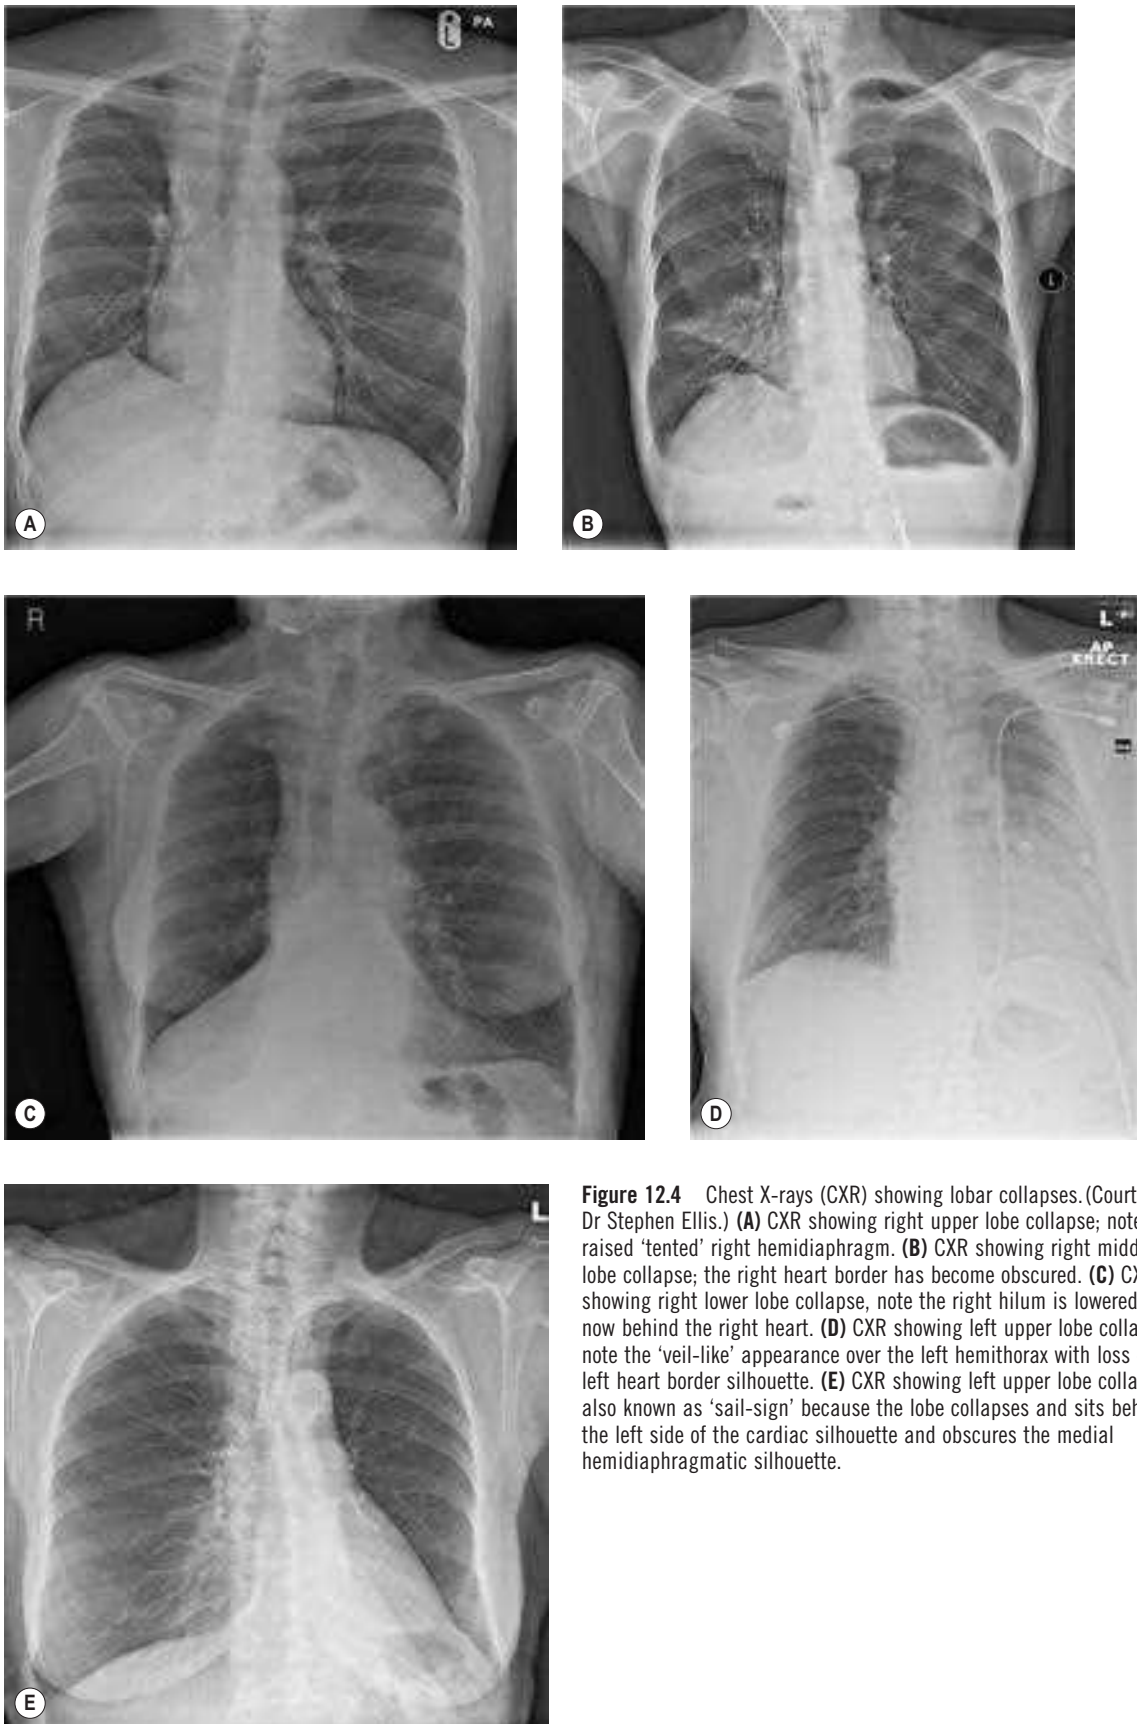 PA
L
A
B
L
R
C
L
AP
ERECT
D
L
E
Figure 12.4 Chest X-rays (CXR) showing lobar collapses. (Court
Dr Stephen Ellis.) (A) CXR showing right upper lobe collapse; note
raised ‘tented’ right hemidiaphragm. (B) CXR showing right midd
lobe collapse; the right heart border has become obscured. (C) CX
showing right lower lobe collapse, note the right hilum is lowered
now behind the right heart. (D) CXR showing left upper lobe colla
note the ‘veil-like’ appearance over the left hemithorax with loss
left heart border silhouette. (E) CXR showing left upper lobe colla
also known as ‘sail-sign’ because the lobe collapses and sits beh
the left side of the cardiac silhouette and obscures the medial
hemidiaphragmatic silhouette.